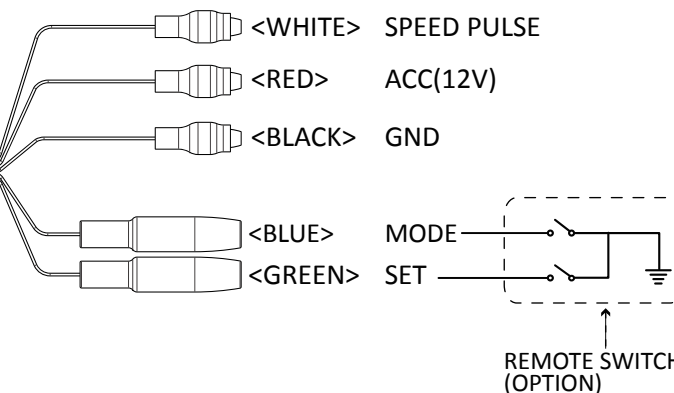 <WHITE> SPEED PULSE
<RED> ACC(12V)
<BLACK> GND
<BLUE> MODE
<GREEN> SET
REMOTE SWITCH
(OPTION)